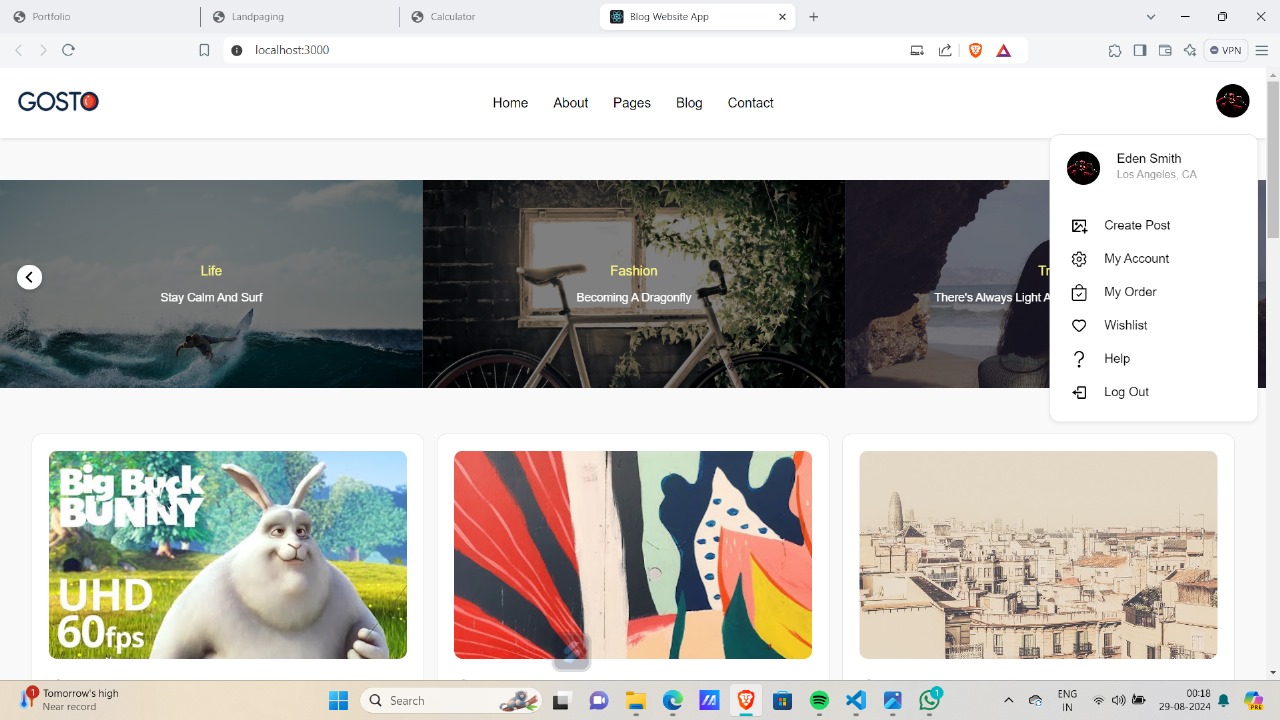 Portfolio
Landpaging
Calculator
Blog Website App
localhost:3000
VPN
GOSTO
Home
About
Pages
Blog
Contact
Eden Smith
Los Angeles, CA
Create Post
My Account
My Order
Wishlist
Help
Log Out
Life
Stay Calm And Surf
Fashion
Becoming A Dragonfly
Tr
There's Always Light A
Big Buck
BUNNY
UHD
60fps
1
Tomorrow's high
Near record
Search
1
ENG
IN
00:18
29-08-2024